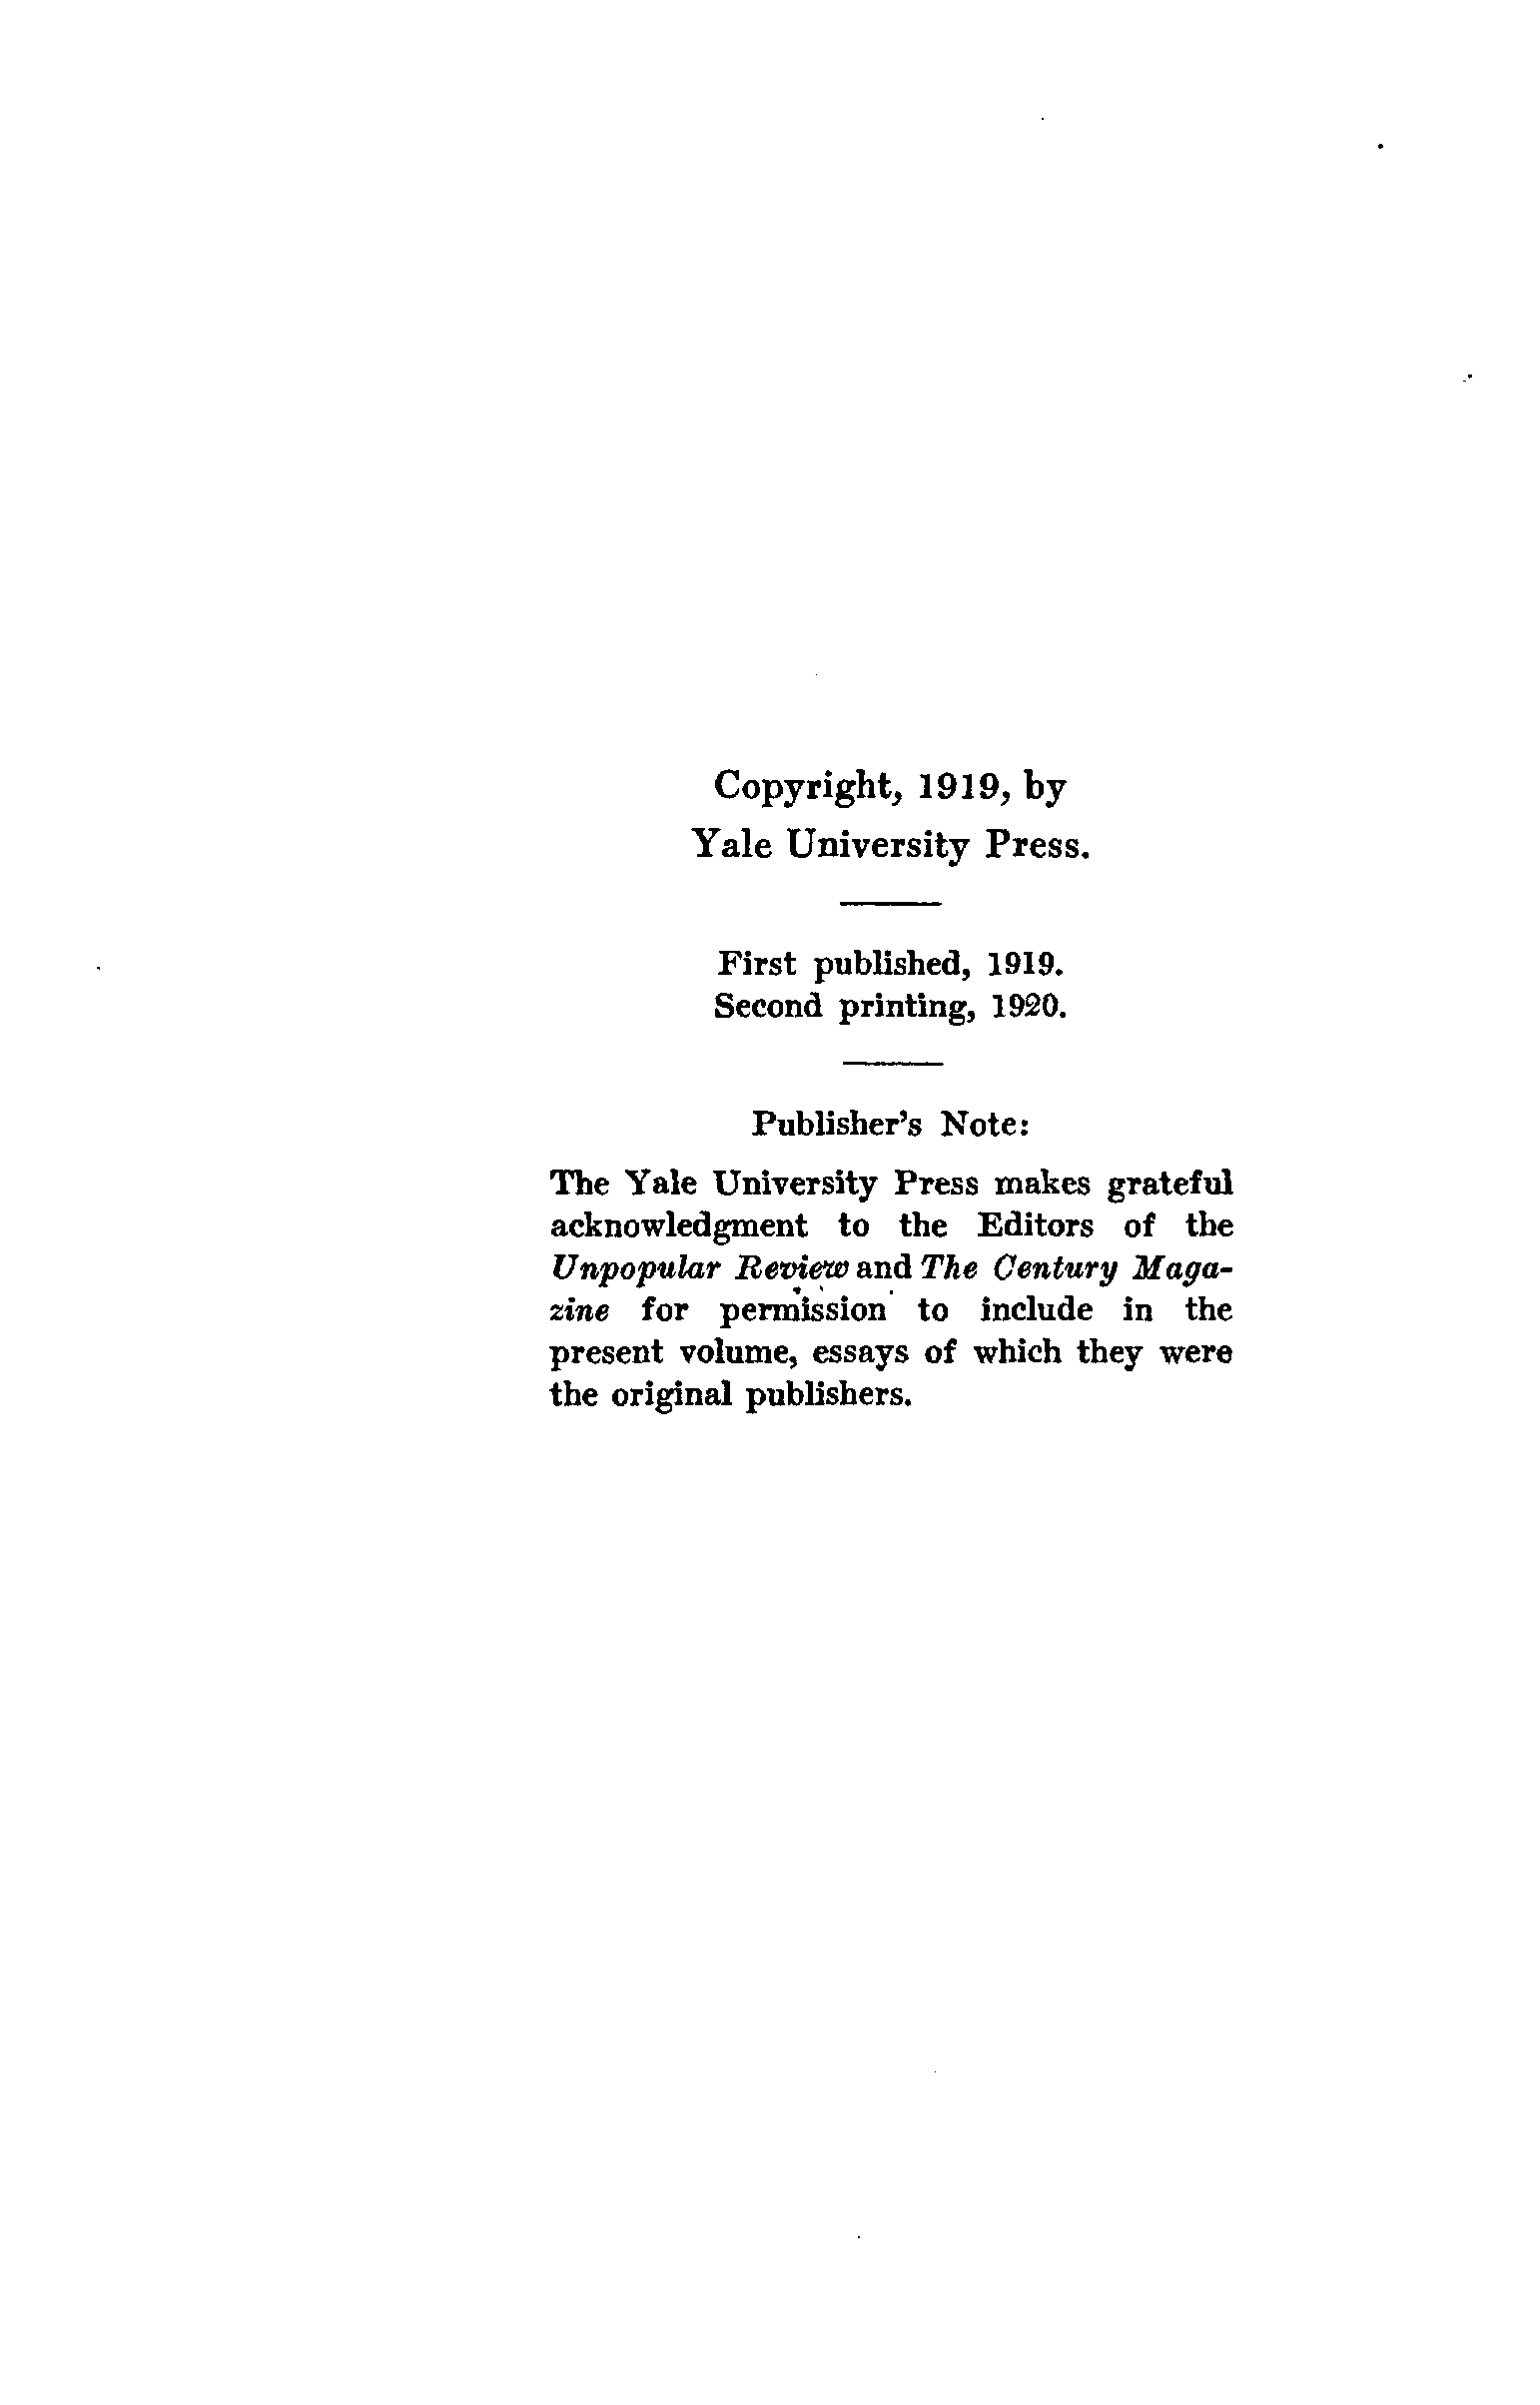 Copyright, 1919, by
Yale University Press.
First published, 1919.
Second printing, 1920.
Publisher's Note:
The Yale University Press makes grateful
acknowledgment to the Editors of the
Unpopular Review and The Century Maga-
zine for permission to include in the
present volume, essays of which they were
the original publishers.